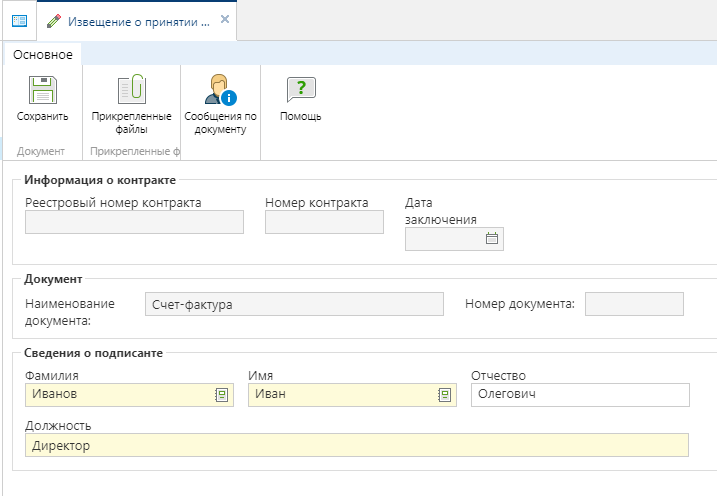 Извещение о принятии ...
Основное
Сохранить
Прикрепленные
файлы
Сообщения по
документу
Помощь
Документ
Прикрепленные ф
Информация о контракте
Реестровый номер контракта
Номер контракта
Дата
заключения
Документ
Наименование
документа:
Счет-фактура
Номер документа:
Сведения о подписанте
Фамилия
Имя
Отчество
Иванов
Иван
Олегович
Должность
Директор